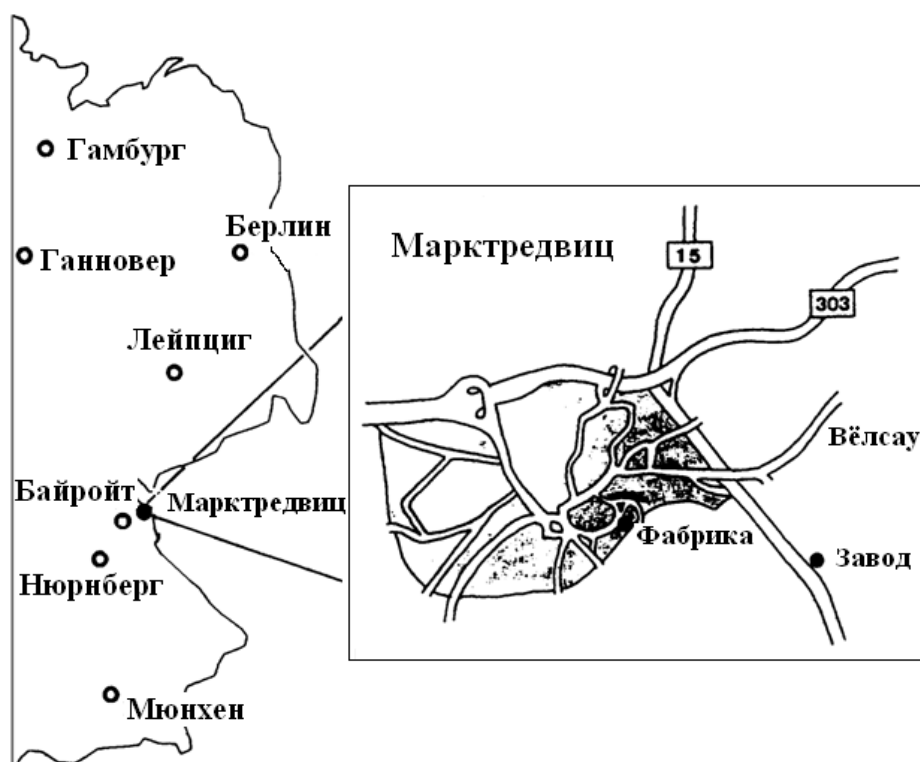 Гамбург
Берлин
Ганновер
Лейпциг
Байройт
Марктредвиц
Нюрнберг
Мюнхен
Марктредвиц
15
303
Вёлсау
Фабрика
Завод